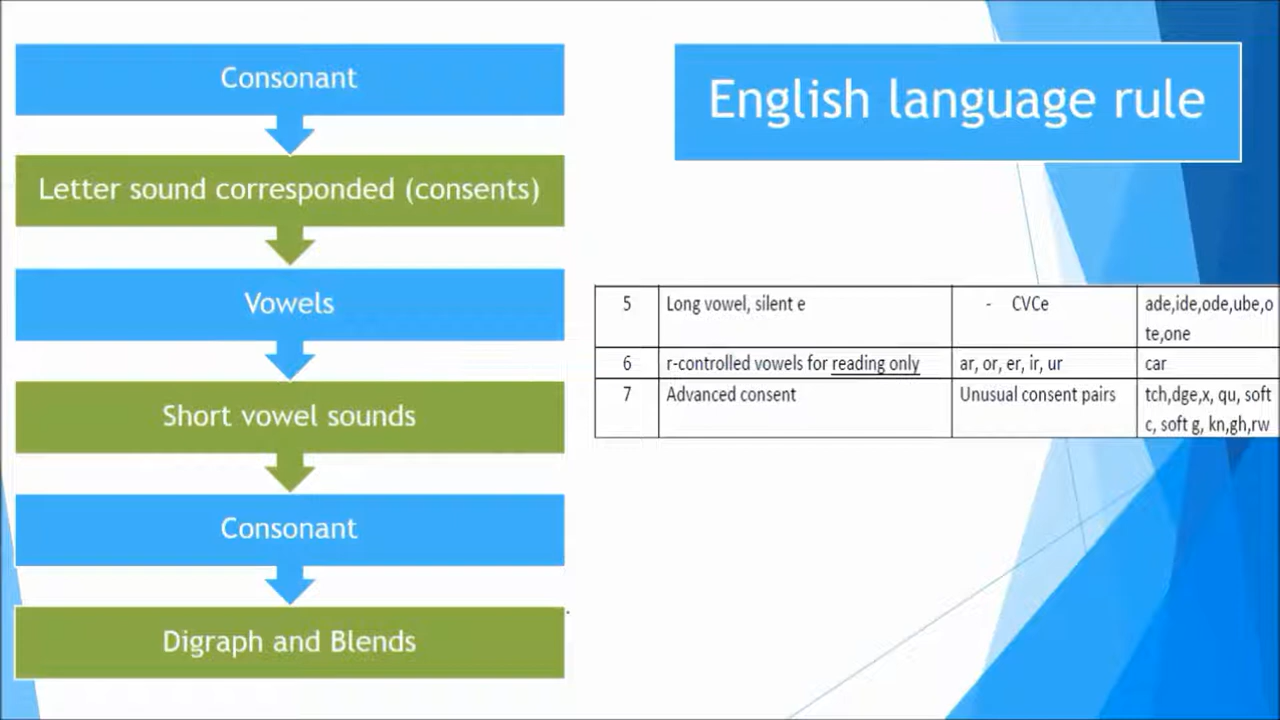 Consonant
Letter sound corresponded (consents)
Vowels
Short vowel sounds
Consonant
Digraph and Blends
English language rule
5 Long vowel, silent e - CVCe ade,ide,ode,ube,o
te,one
6 r-controlled vowels for reading only ar, or, er, ir, ur car
7 Advanced consent Unusual consent pairs tch,dge,x, qu, soft
c, soft g, kn,gh,rw